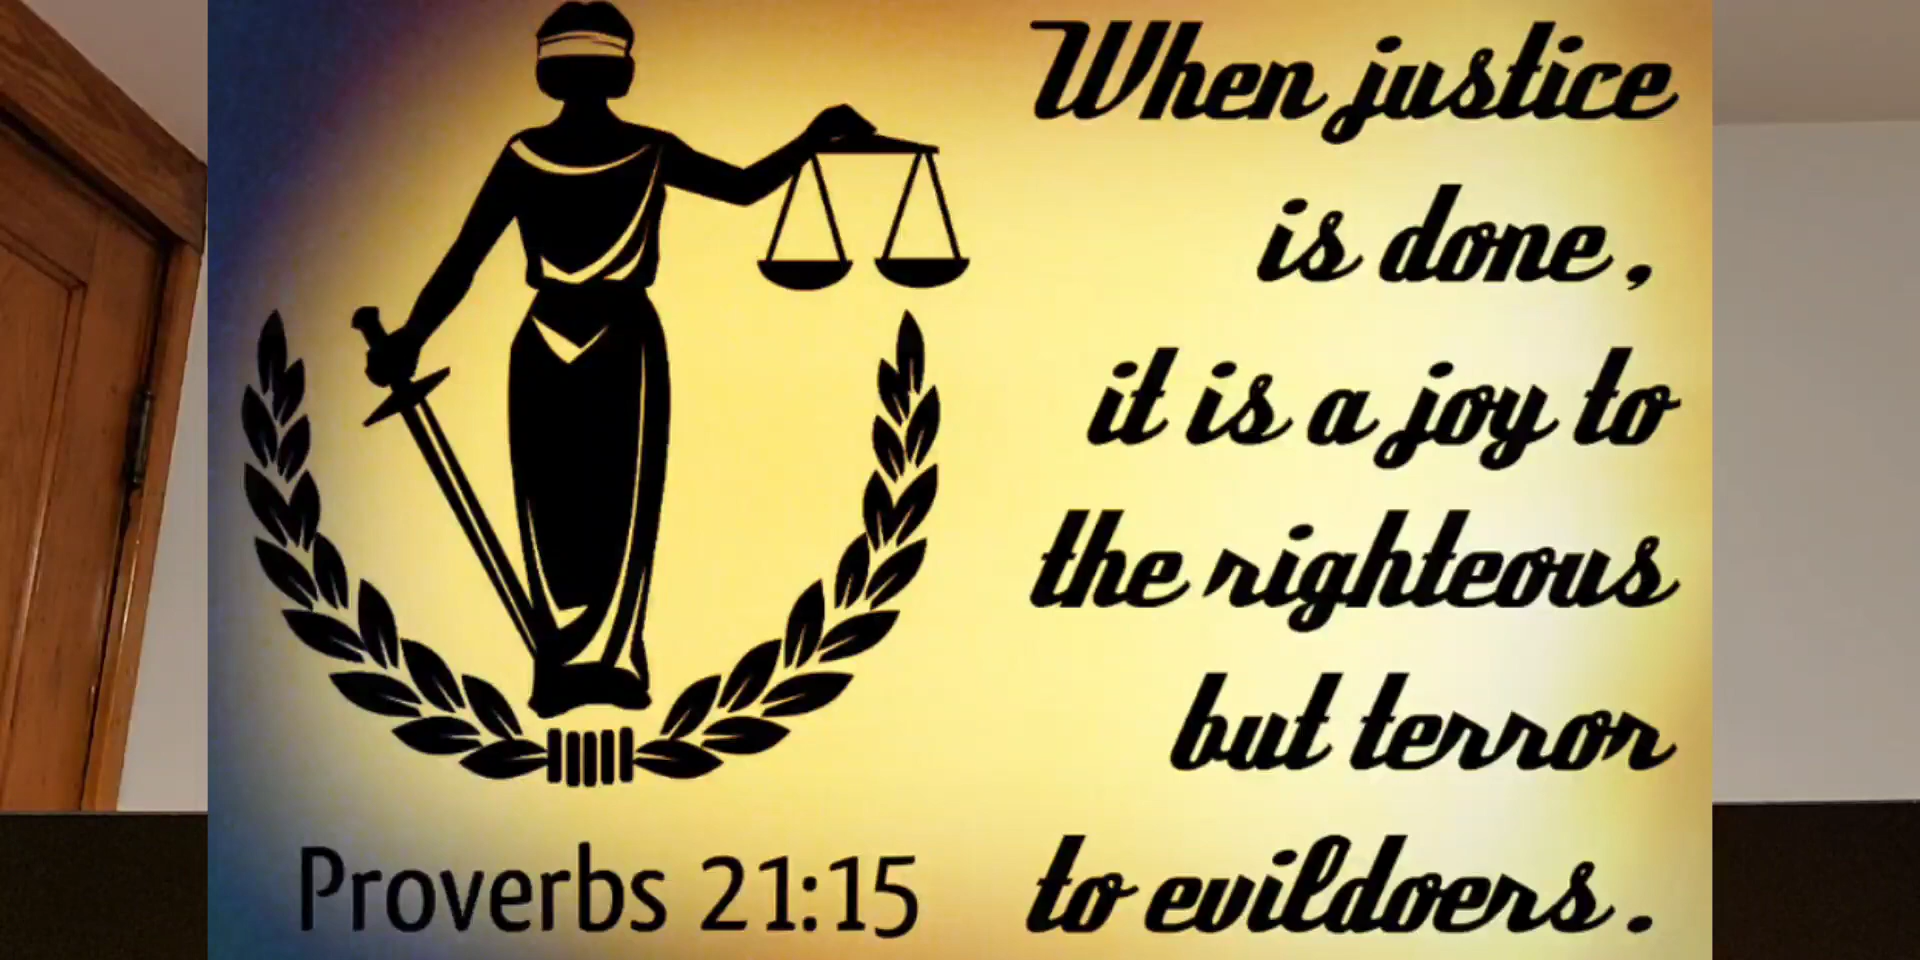 When justice
is done,
it is a joy to
the righteous
but terror
to evildoers.
Proverbs 21:15